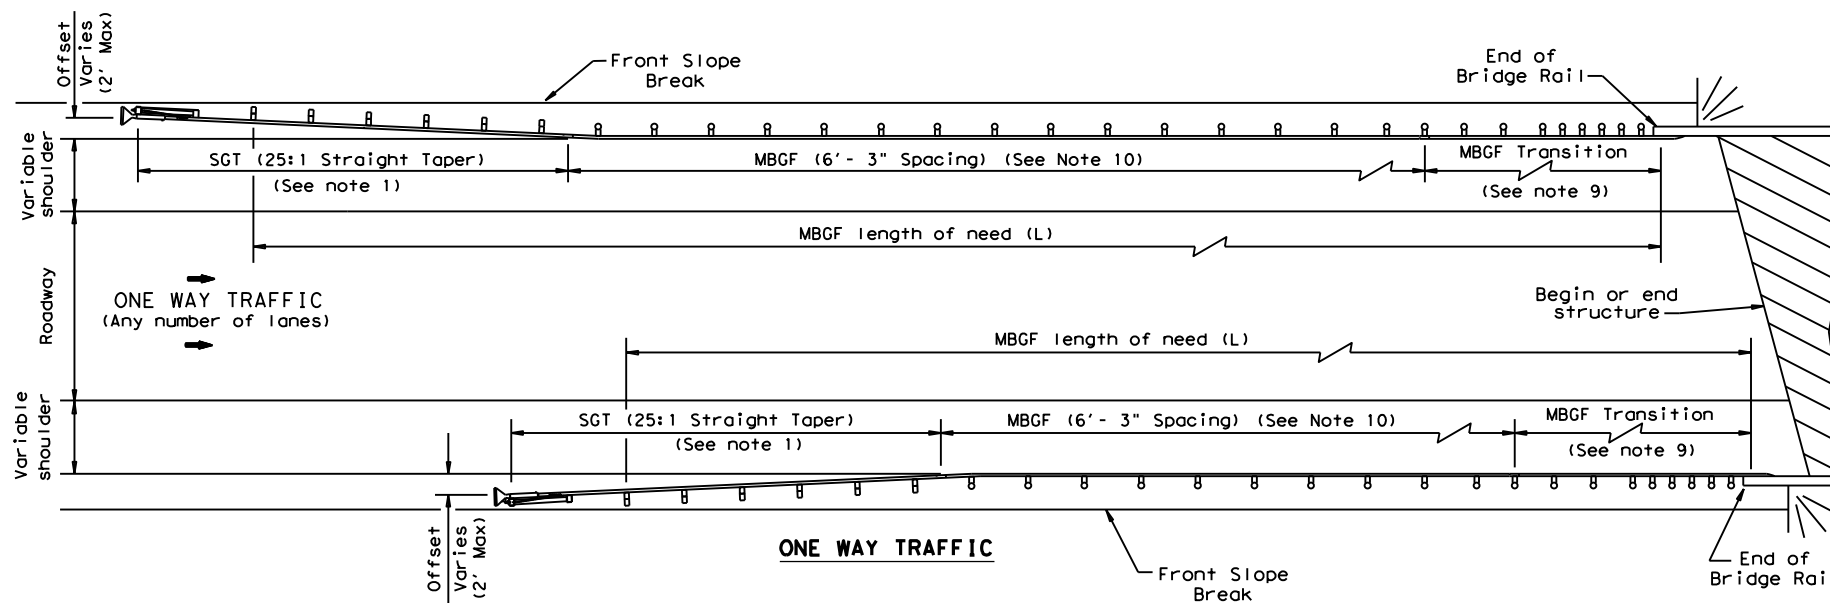 Offset
Varies
(2' Max)
Front Slope
Break
End of
Bridge Rail
Variable
shoulder
SGT (25:1 Straight Taper)
(See note 1)
MBGF (6'- 3" Spacing) (See Note 10)
MBGF Transition
(See note 9)
MBGF length of need (L)
Roadway
ONE WAY TRAFFIC
(Any number of lanes)
Begin or end
structure
MBGF length of need (L)
Variable
shoulder
SGT (25:1 Straight Taper)
(See note 1)
MBGF (6'- 3" Spacing) (See Note 10)
MBGF Transition
(See note 9)
Offset
Varies
(2' Max)
ONE WAY TRAFFIC
Front Slope
Break
End of
Bridge Rai